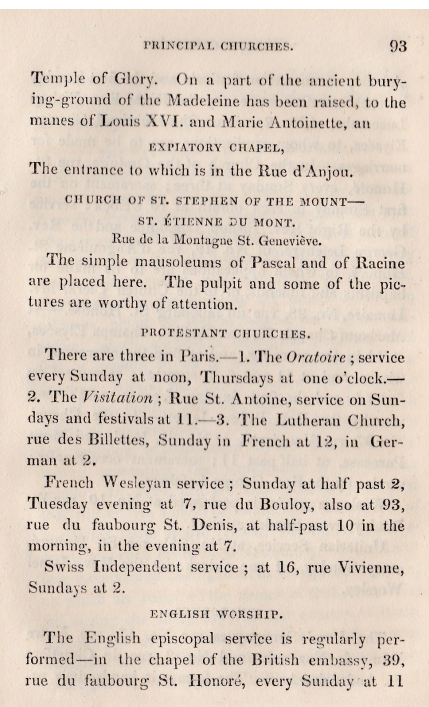 PRINCIPAL CHURCHES. 93
Temple of Glory. On a part of the ancient bury-
ing-ground of the Madeleine has been raised, to the
manes of Louis XVI. and Marie Antoinette, an
EXPIATORY CHAPEL,
The entrance to which is in the Rue d'Anjou.
CHURCH OF ST. STEPHEN OF THE MOUNT—
ST. ÉTIENNE DU MONT.
Rue de la Montagne St. Geneviève.
The simple mausoleums of Pascal and of Racine
are placed here. The pulpit and some of the pic-
tures are worthy of attention.
PROTESTANT CHURCHES.
There are three in Paris.—1. The Oratoire ; service
every Sunday at noon, Thursdays at one o'clock.—
2. The Visitation ; Rue St. Antoine, service on Sun-
days and festivals at 11.—3. The Lutheran Church,
rue des Billettes, Sunday in French at 12, in Ger-
man at 2.
French Wesleyan service ; Sunday at half past 2,
Tuesday evening at 7, rue du Bouloy, also at 93,
rue du faubourg St. Denis, at half-past 10 in the
morning, in the evening at 7.
Swiss Independent service ; at 16, rue Vivienne,
Sundays at 2.
ENGLISH WORSHIP.
The English episcopal service is regularly per-
formed—in the chapel of the British embassy, 39,
rue du faubourg St. Honoré, every Sunday at 11